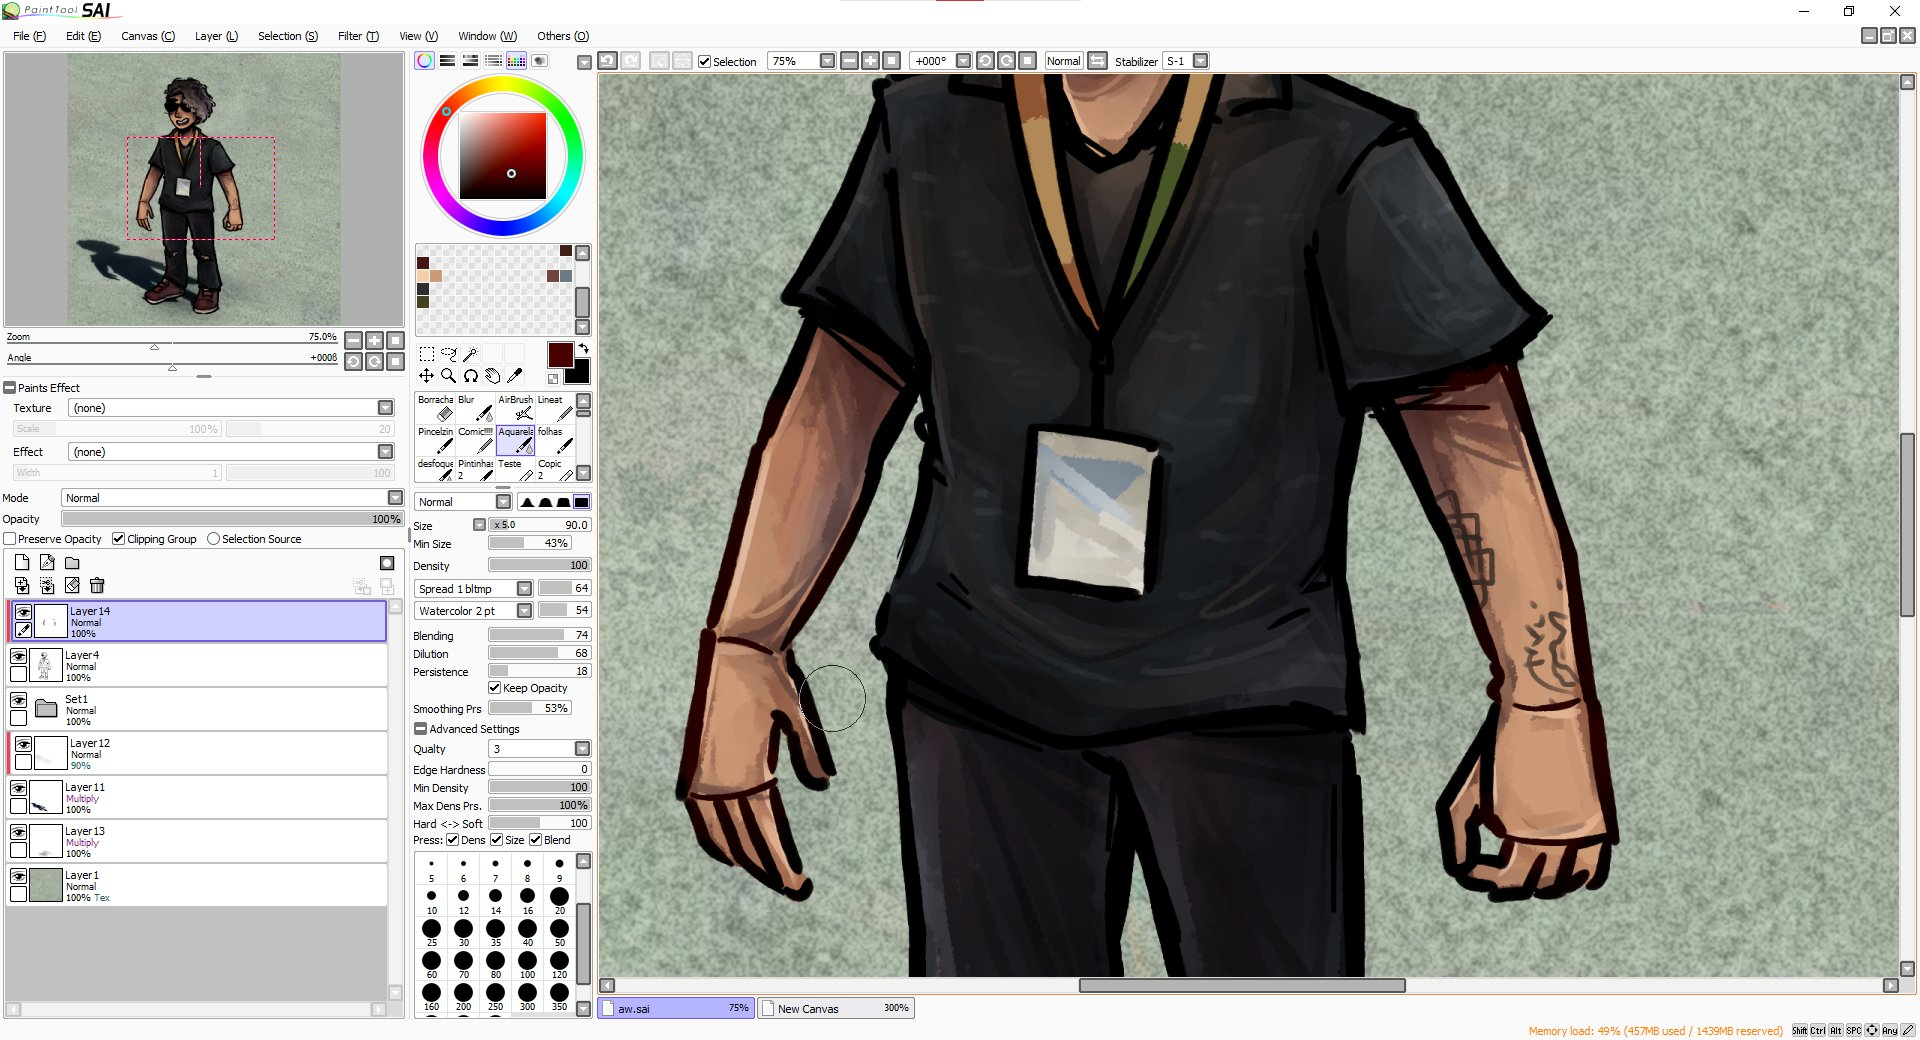 PaintTool SAI
File (F) Edit (E) Canvas (C) Layer (L) Selection (S) Filter (T) View (V) Window (W) Others (O)
Selection 75% +000° Normal Stabilizer S-1
Zoom 75.0%
Angle +000ß
Paints Effect
Texture (none)
Scale 100% 20
Effect (none)
Width 1 100
Mode Normal
Opacity 100%
Preserve Opacity Clipping Group Selection Source
Layer14
Normal
100%
Layer4
Normal
100%
Set1
Normal
100%
Layer12
Normal
90%
Layer11
Multiply
100%
Layer13
Multiply
100%
Layer1
Normal
100% Tex
Borracha Blur AirBrush Lineat
Pincelzin Comic!!!! Aquarela folhas
desfoque Pintinhas 2 Teste Copic 2
Normal
Size x 5.0 90.0
Min Size 43%
Density 100
Spread 1 bltmp 64
Watercolor 2 pt 54
Blending 74
Dilution 68
Persistence 18
Keep Opacity
Smoothing Prs 53%
Advanced Settings
Qualty 3
Edge Hardness 0
Min Density 100
Max Dens Prs. 100%
Hard <-> Soft 100
Press: Dens Size Blend
5 6 7 8 9
10 12 14 16 20
25 30 35 40 50
60 70 80 100 120
160 200 250 300 350
aw.sai 75% New Canvas 300%
Memory load: 49% (457MB used / 1439MB reserved) Shift Ctrl Alt SPC Any